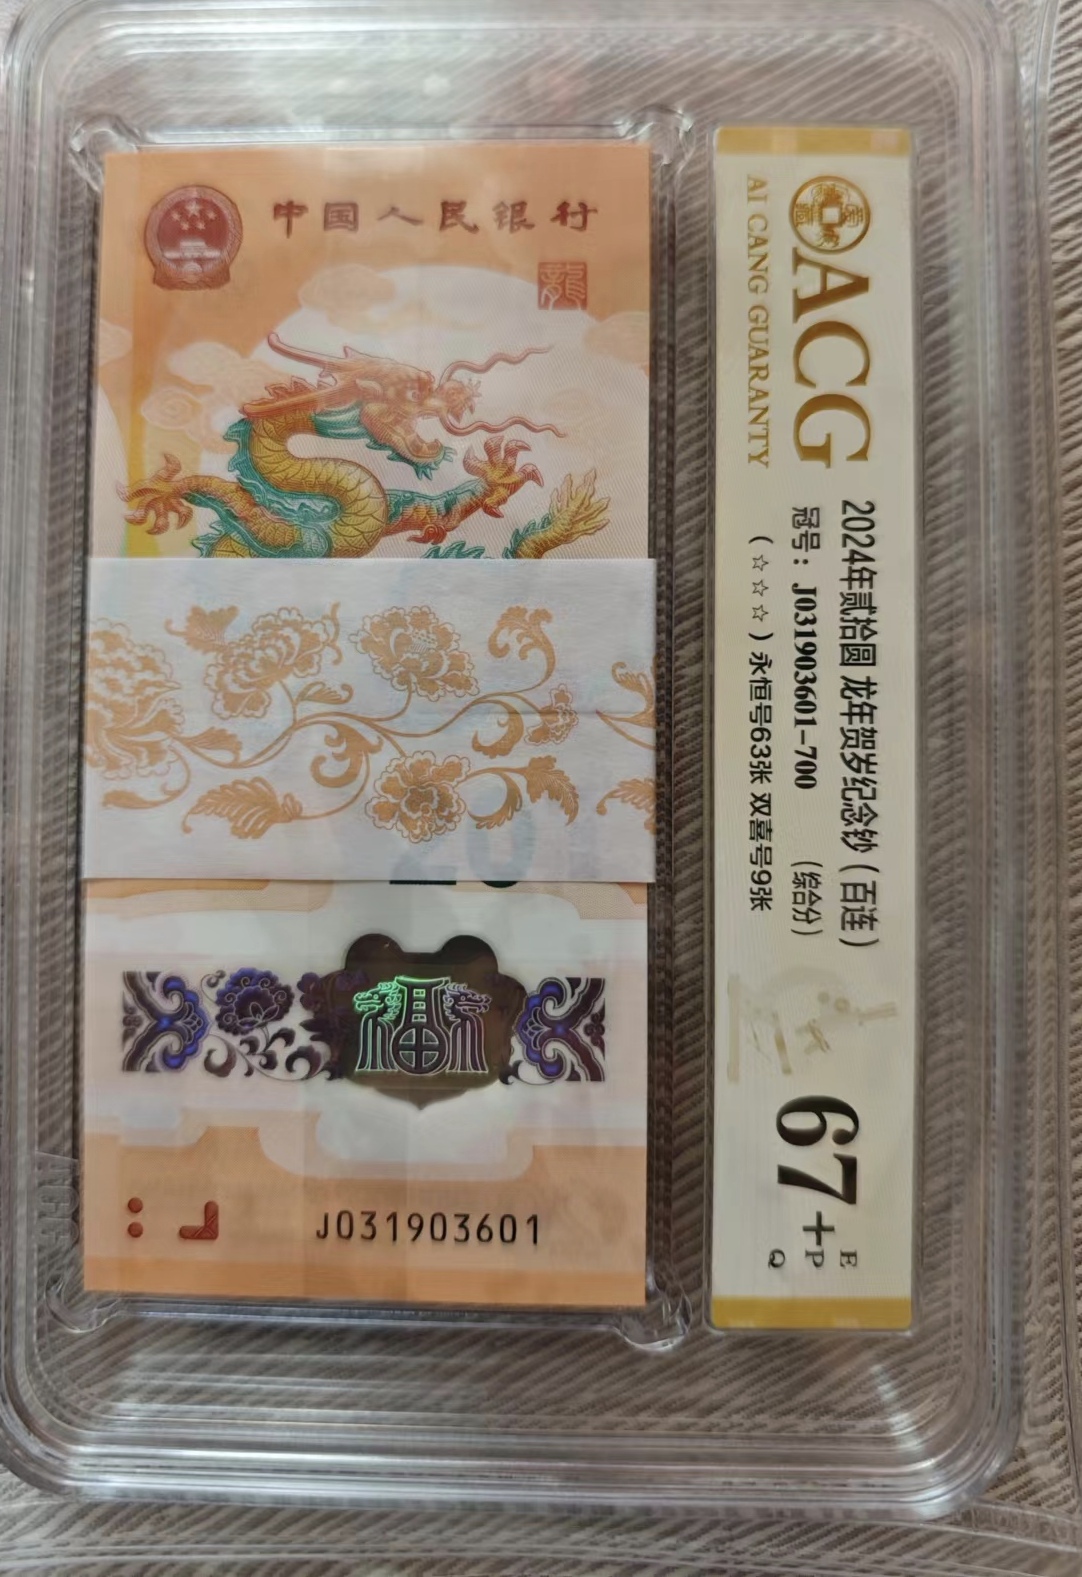 中国人民银行
龍
福
J031903601
ACG
AI CANG GUARANTY
2024年贰拾圆 龙年贺岁纪念钞（百连）
冠号：J031903601-700 （综合分）
（☆☆☆）永恒号63张 双喜号9张
67+
E
P
Q